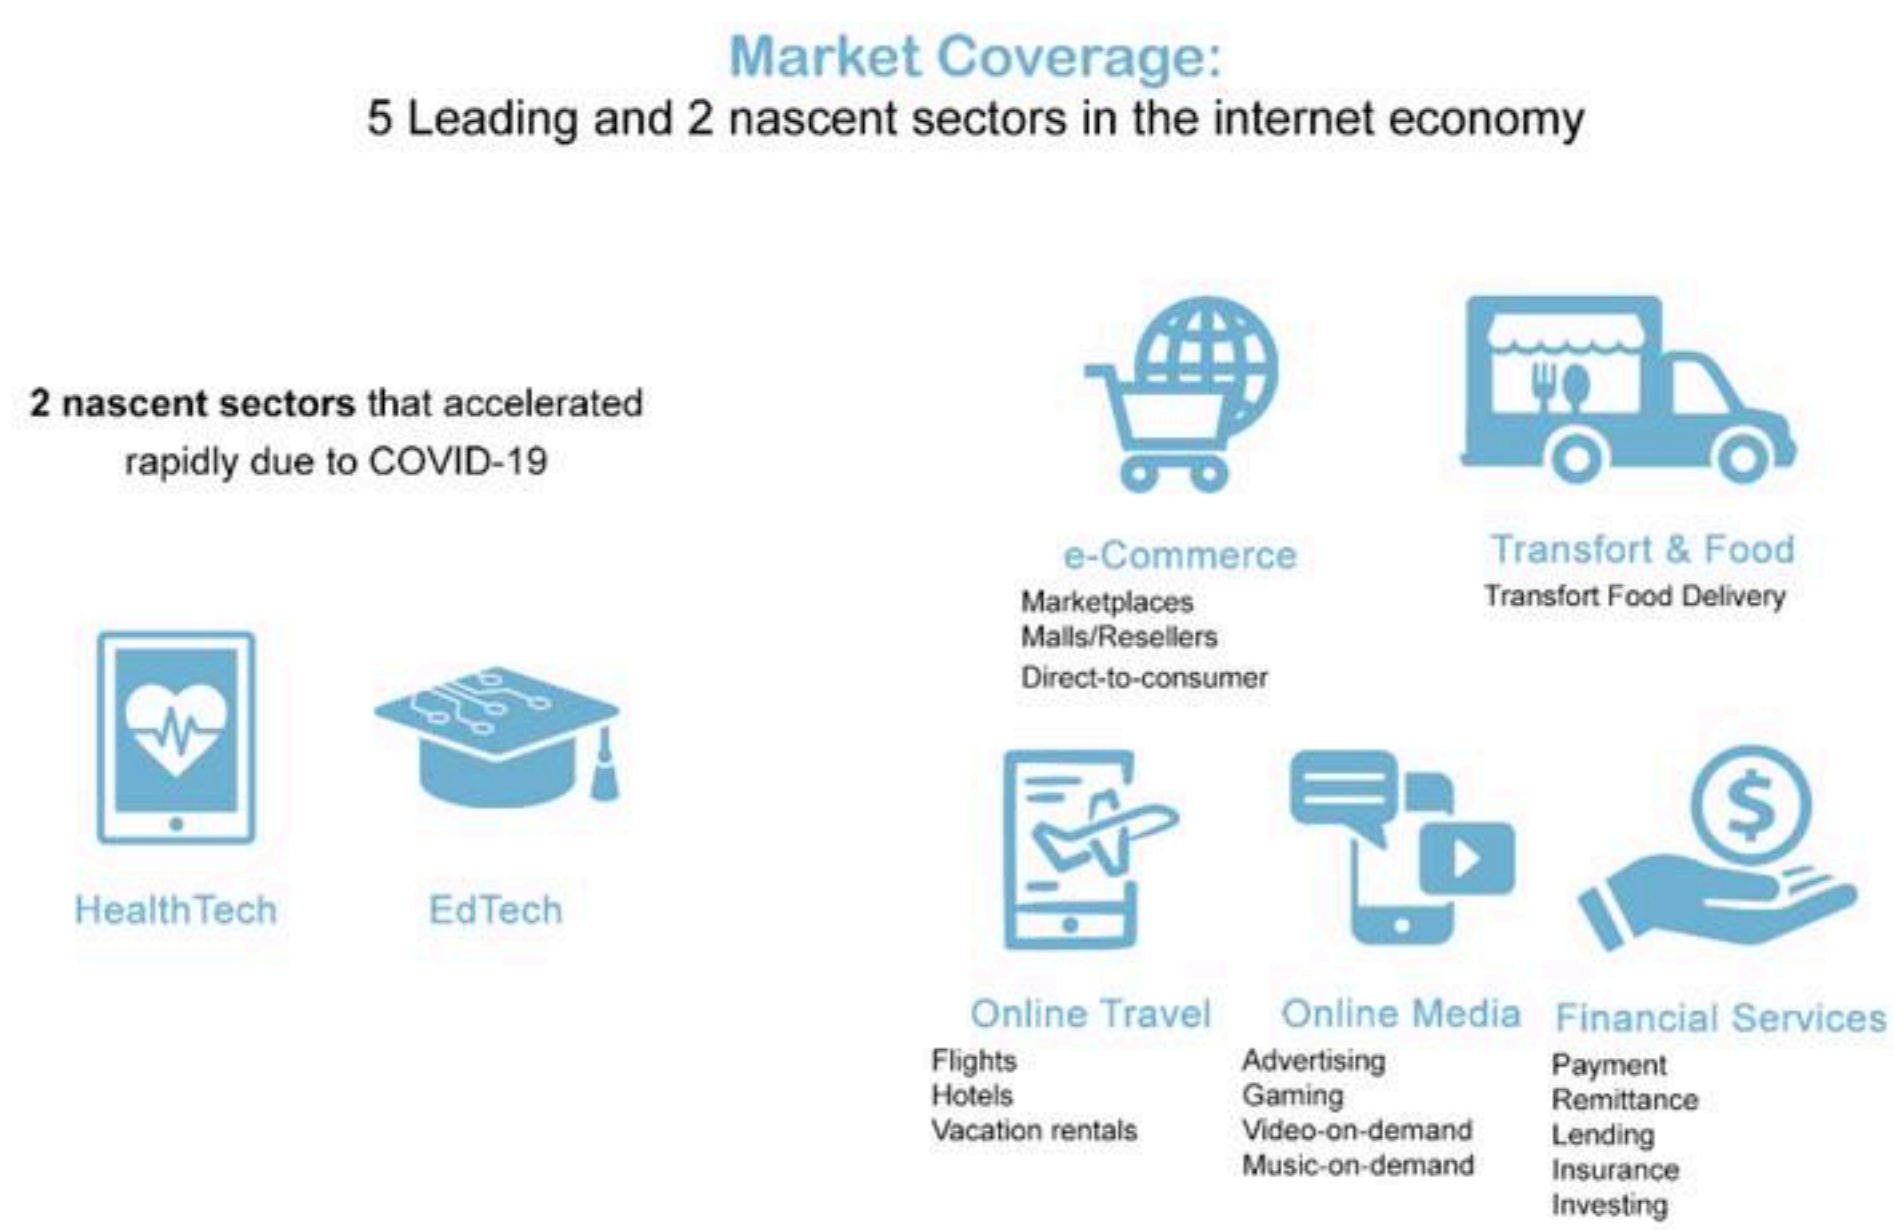 Market Coverage:
5 Leading and 2 nascent sectors in the internet economy
2 nascent sectors that accelerated
rapidly due to COVID-19
HealthTech
EdTech
e-Commerce
Marketplaces
Malls/Resellers
Direct-to-consumer
Transfort & Food
Transfort Food Delivery
Online Travel
Flights
Hotels
Vacation rentals
Online Media
Advertising
Gaming
Video-on-demand
Music-on-demand
Financial Services
Payment
Remittance
Lending
Insurance
Investing